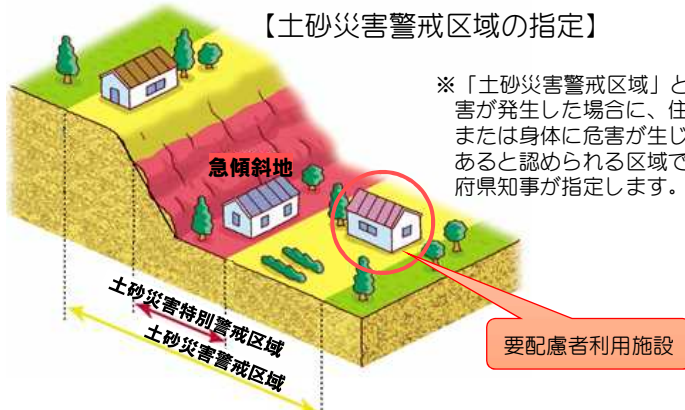 【土砂災害警戒区域の指定】
※「土砂災害警戒区域」と
害が発生した場合に、住
または身体に危害が生じ
あると認められる区域で
府県知事が指定します。
急傾斜地
土砂災害特別警戒区域
土砂災害警戒区域
要配慮者利用施設